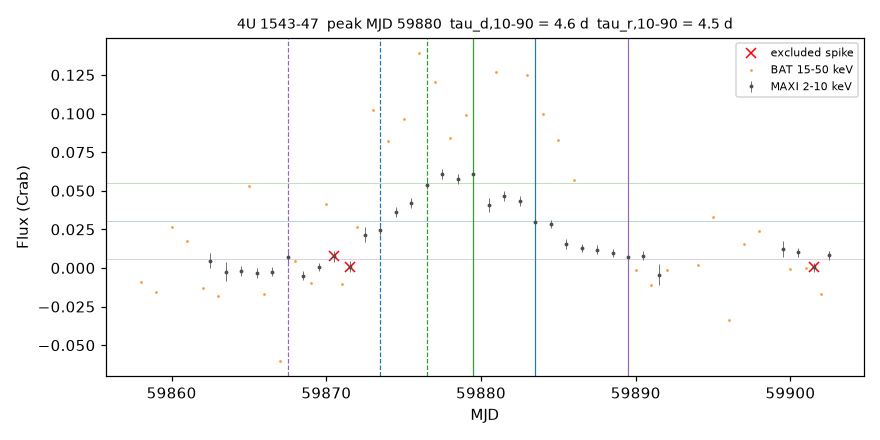 4U 1543-47 peak MJD 59880 tau_d,10-90 = 4.6 d tau_r,10-90 = 4.5 d
excluded spike
BAT 15-50 keV
MAXI 2-10 keV
Flux (Crab)
0.125
0.100
0.075
0.050
0.025
0.000
−0.025
−0.050
59860 59870 59880 59890 59900
MJD